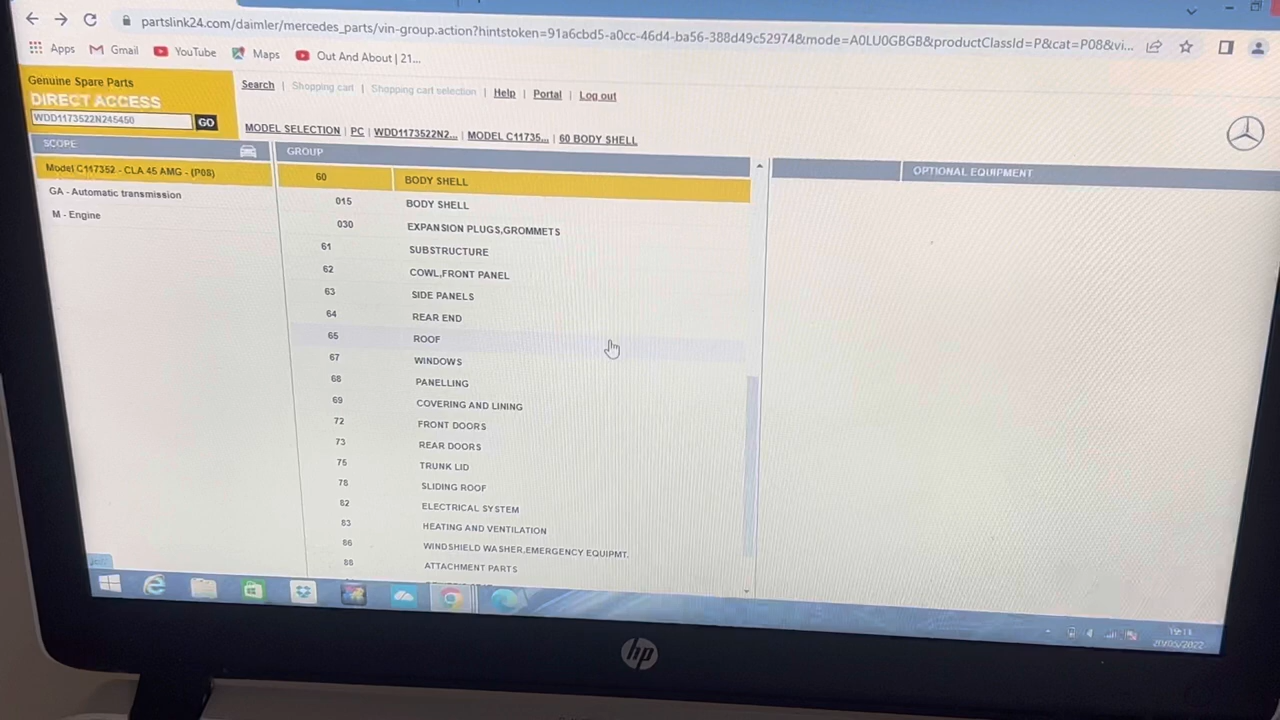 partslink24.com/daimler/mercedes_parts/vin-group.action?hintstoken=91a6cbd5-a0cc-46d4-ba56-388d49c52974&mode=A0LU0GBGB&productClassId=P&cat=P08&vi...
Apps Gmail YouTube Maps Out And About | 21...
Genuine Spare Parts
DIRECT ACCESS
WDD1173522N245450 GO
Search | Shopping cart | Shopping cart selection | Help | Portal | Log out
MODEL SELECTION | PC | WDD1173522N2... | MODEL C11735... | 60 BODY SHELL
SCOPE
Model C117352 - CLA 45 AMG - (P08)
GA - Automatic transmission
M - Engine
GROUP
60 BODY SHELL
015 BODY SHELL
030 EXPANSION PLUGS,GROMMETS
61 SUBSTRUCTURE
62 COWL,FRONT PANEL
63 SIDE PANELS
64 REAR END
65 ROOF
67 WINDOWS
68 PANELLING
69 COVERING AND LINING
72 FRONT DOORS
73 REAR DOORS
75 TRUNK LID
78 SLIDING ROOF
82 ELECTRICAL SYSTEM
83 HEATING AND VENTILATION
86 WINDSHIELD WASHER,EMERGENCY EQUIPMT.
88 ATTACHMENT PARTS
OPTIONAL EQUIPMENT
20/05/2022
hp